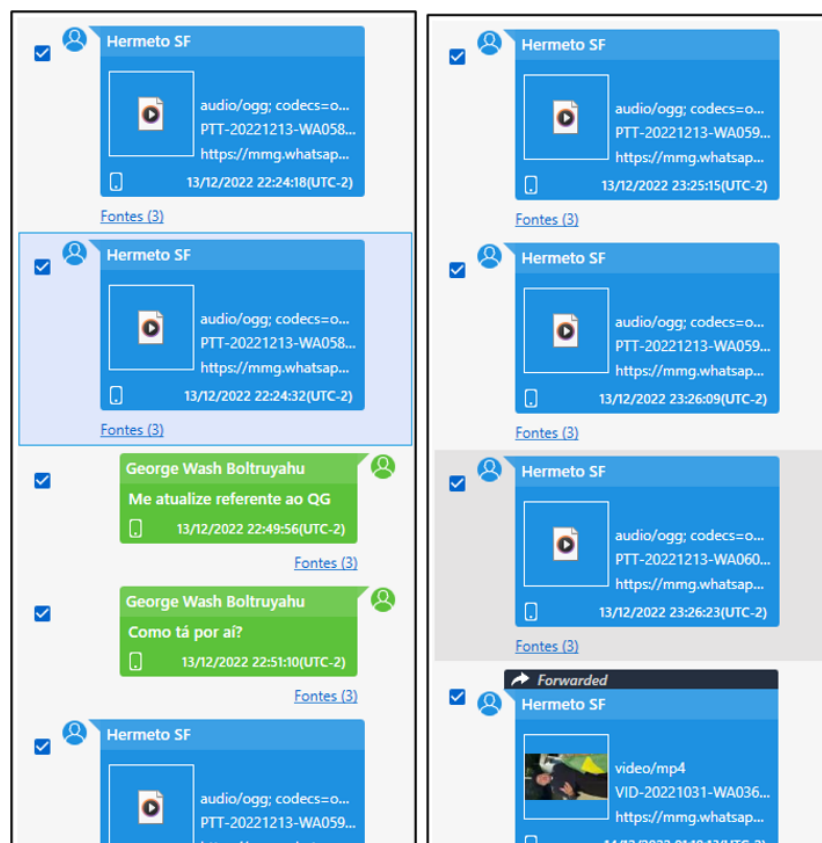 Hermeto SF
audio/ogg; codecs=o...
PTT-20221213-WA058...
https://mmg.whatsap...
13/12/2022 22:24:18(UTC-2)
Fontes (3)
Hermeto SF
audio/ogg; codecs=o...
PTT-20221213-WA058...
https://mmg.whatsap...
13/12/2022 22:24:32(UTC-2)
Fontes (3)
George Wash Boltruyahu
Me atualize referente ao QG
13/12/2022 22:49:56(UTC-2)
Fontes (3)
George Wash Boltruyahu
Como tá por aí?
13/12/2022 22:51:10(UTC-2)
Fontes (3)
Hermeto SF
audio/ogg; codecs=o...
PTT-20221213-WA059...
Hermeto SF
audio/ogg; codecs=o...
PTT-20221213-WA059...
https://mmg.whatsap...
13/12/2022 23:25:15(UTC-2)
Fontes (3)
Hermeto SF
audio/ogg; codecs=o...
PTT-20221213-WA059...
https://mmg.whatsap...
13/12/2022 23:26:09(UTC-2)
Fontes (3)
Hermeto SF
audio/ogg; codecs=o...
PTT-20221213-WA060...
https://mmg.whatsap...
13/12/2022 23:26:23(UTC-2)
Fontes (3)
Forwarded
Hermeto SF
video/mp4
VID-20221031-WA036...
https://mmg.whatsap...